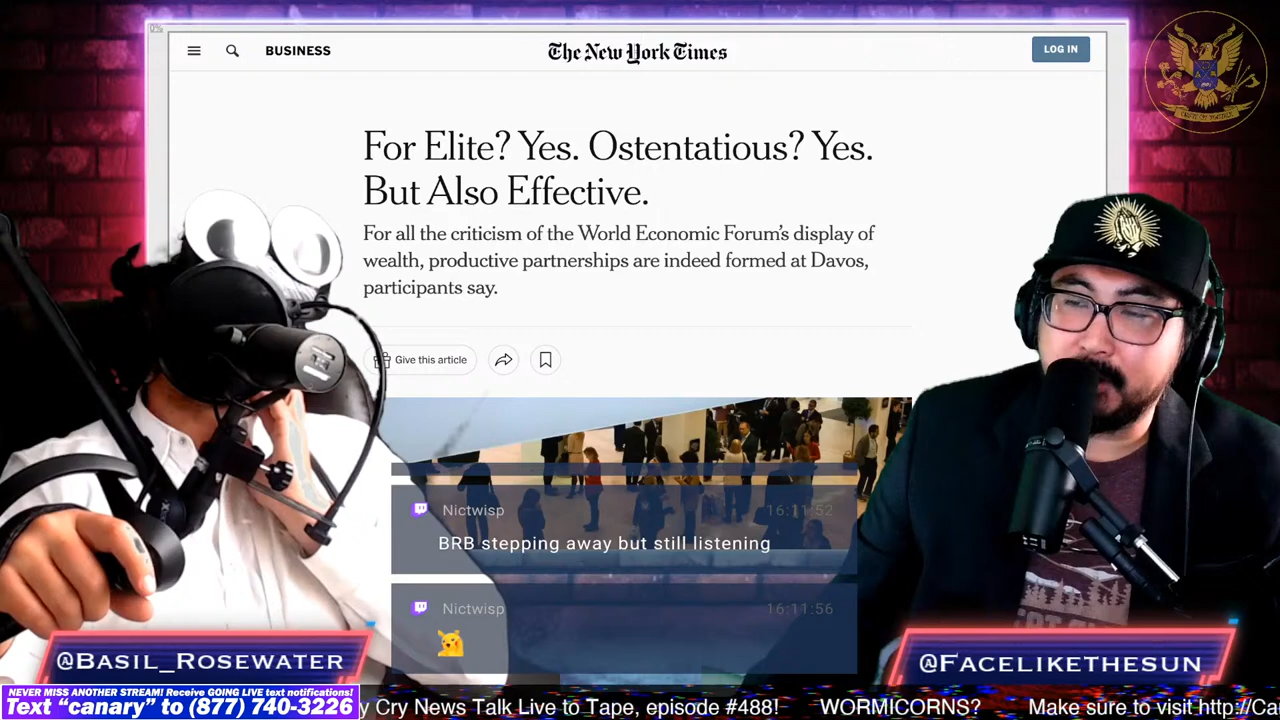 0%
BUSINESS
The New York Times
LOG IN
For Elite? Yes. Ostentatious? Yes.
But Also Effective.
For all the criticism of the World Economic Forum's display of
wealth, productive partnerships are indeed formed at Davos,
participants say.
Give this article
Nictwisp 16:11:52
BRB stepping away but still listening
Nictwisp 16:11:56
@BASIL_ROSEWATER
@FACELIKETHESUN
NEVER MISS ANOTHER STREAM! Receive GOING LIVE text notifications!
Text "canary" to (877) 740-3226
y Cry News Talk Live to Tape, episode #488! WORMICORNS? Make sure to visit http://Ca